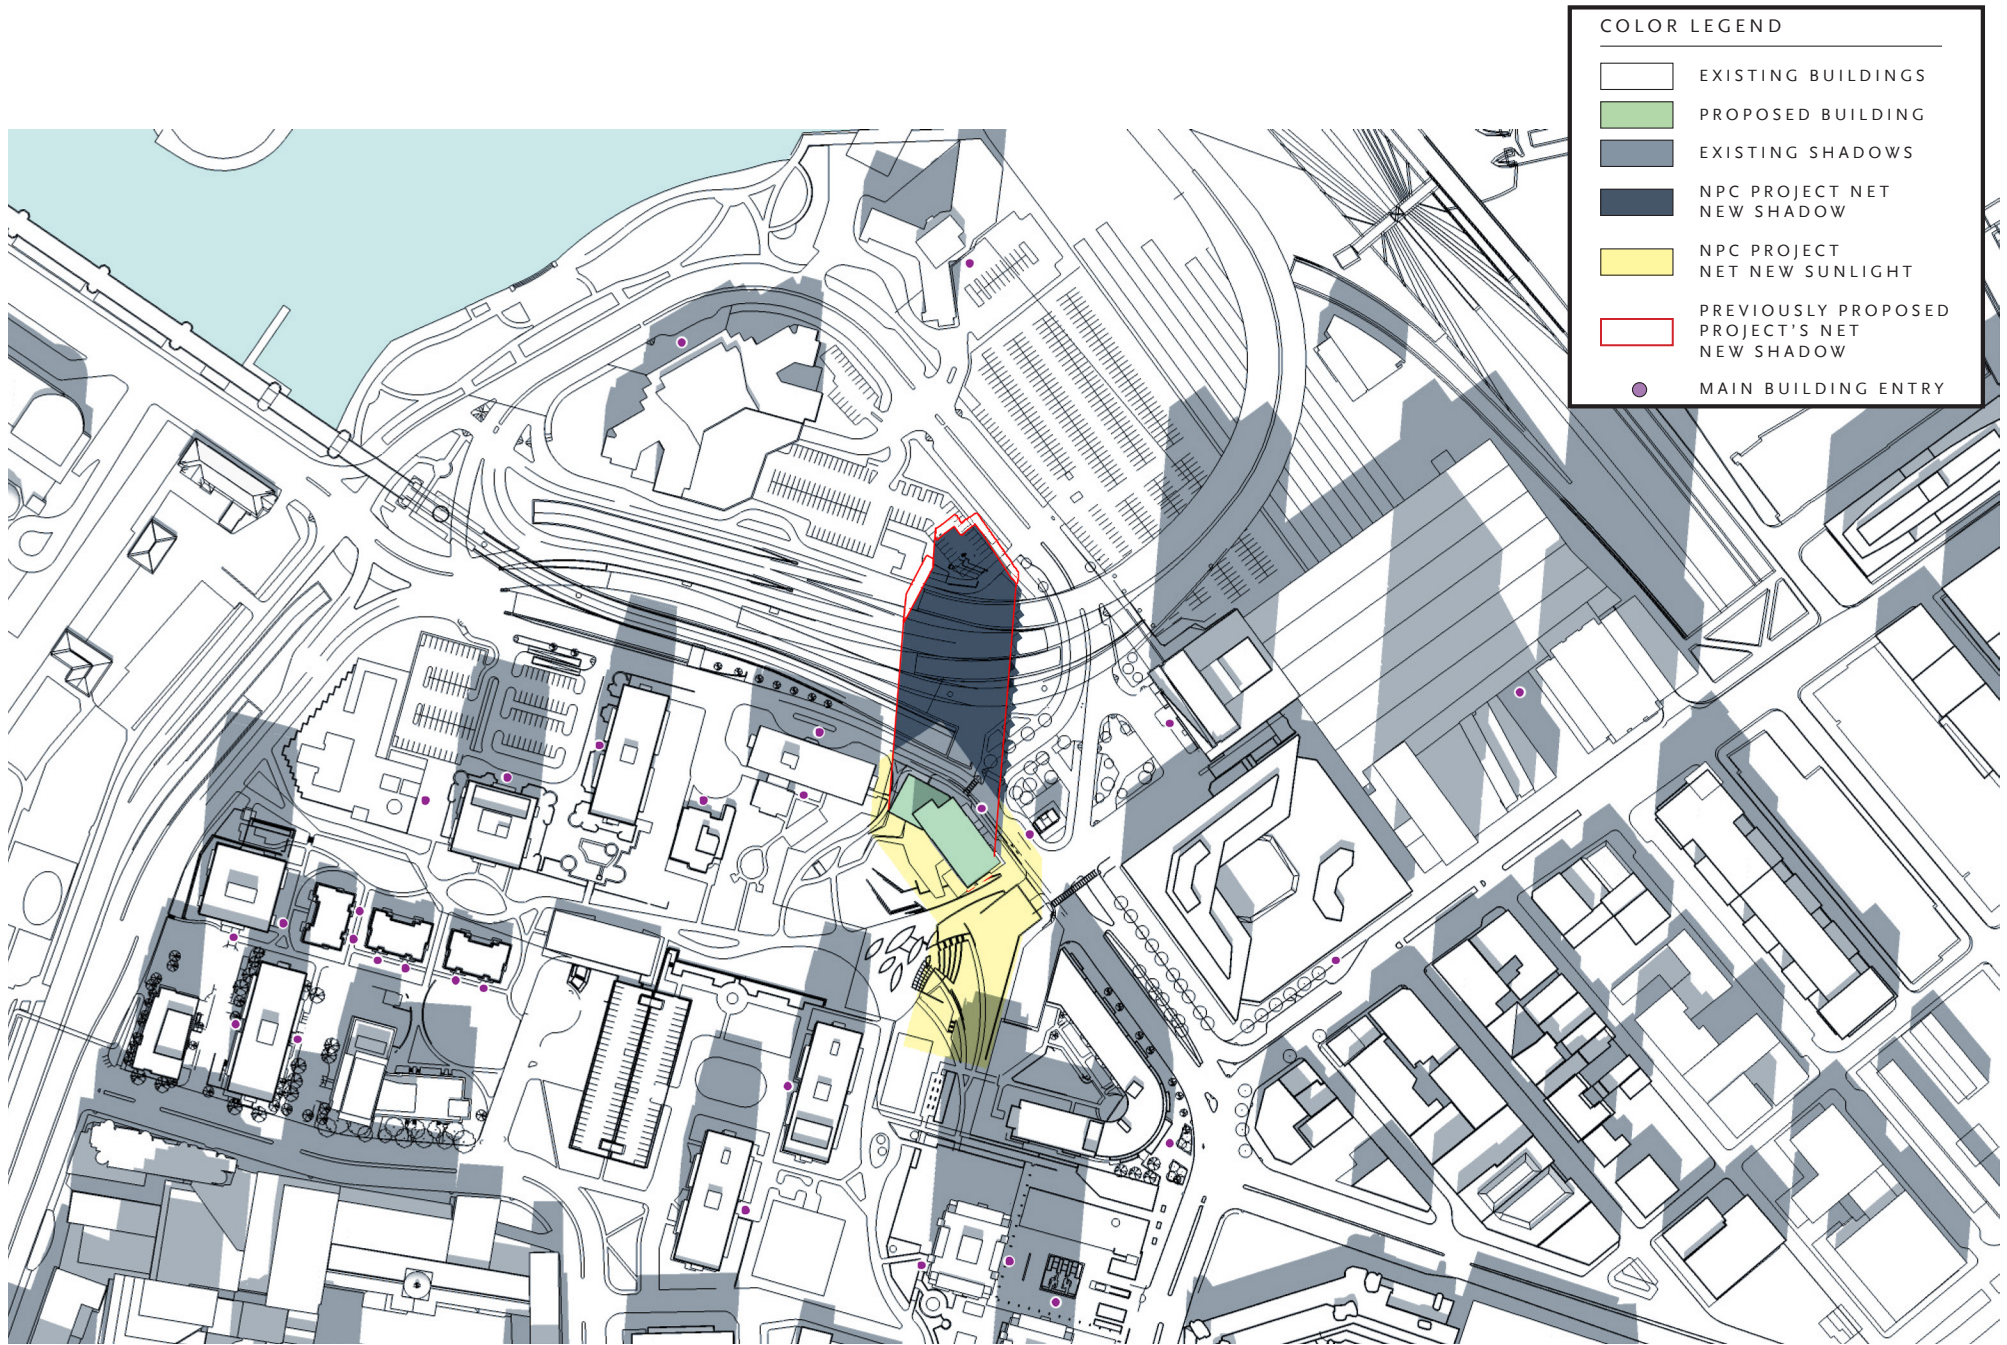 COLOR LEGEND
EXISTING BUILDINGS
PROPOSED BUILDING
EXISTING SHADOWS
NPC PROJECT NET
NEW SHADOW
NPC PROJECT
NET NEW SUNLIGHT
PREVIOUSLY PROPOSED
PROJECT'S NET
NEW SHADOW
MAIN BUILDING ENTRY